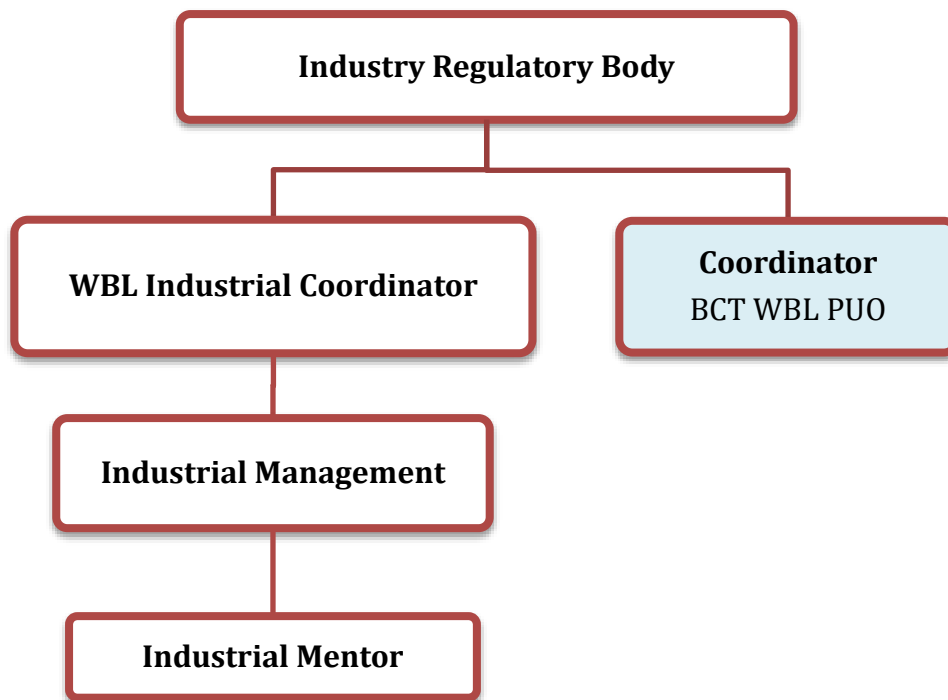 Industry Regulatory Body
WBL Industrial Coordinator
Coordinator
BCT WBL PUO
Industrial Management
Industrial Mentor